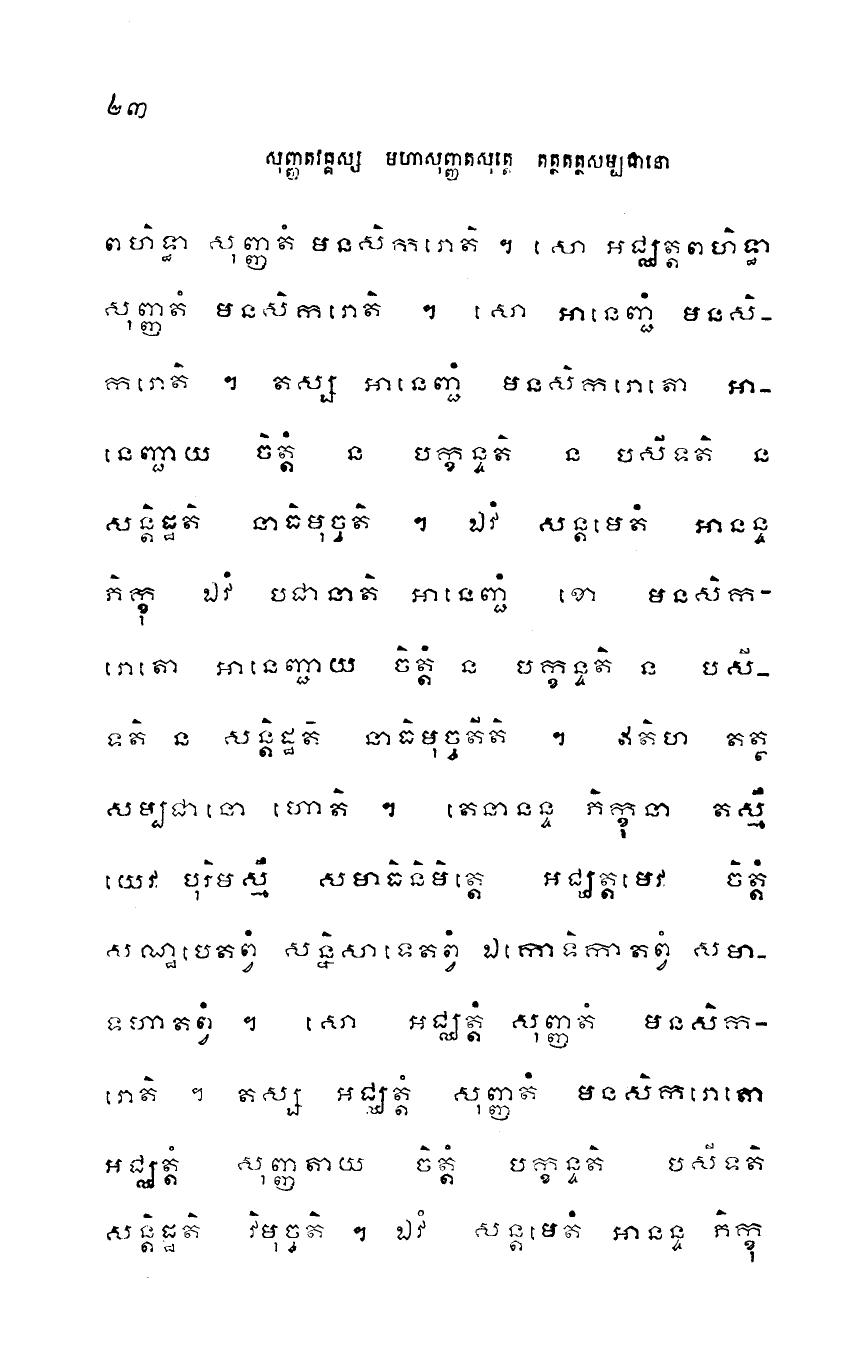 ២៣
សុញ្ញតវគ្គស្ស មហាសុញ្ញតសុត្តេ តត្ថតត្ថសម្បជានោ
ពហិទ្ធា សុញ្ញតំ មនសិករោតិ ។ សោ អជ្ឈត្តពហិទ្ធា
សុញ្ញតំ មនសិករោតិ ។ សោ អានេញ្ជំ មនសិ-
ករោតិ ។ តស្ស អានេញ្ជំ មនសិករោតោ អា-
នេញ្ជាយ ចិត្តំ ន បក្ខន្ទតិ ន បសីទតិ ន
សន្តិដ្ឋតិ នាធិមុច្ចតិ ។ ឯវំ សន្តមេតំ អានន្ទ
ភិក្ខុ ឯវំ បជានាតិ អានេញ្ជំ ខោ មនសិក-
រោតោ អានេញ្ជាយ ចិត្តំ ន បក្ខន្ទតិ ន បសី-
ទតិ ន សន្តិដ្ឋតិ នាធិមុច្ចតីតិ ។ ឥតិហ តត្ថ
សម្បជានោ ហោតិ ។ តេនានន្ទ ភិក្ខុនា តស្មឹ
យេវ បុរិមស្មឹ សមាធិនិមិត្តេ អជ្ឈត្តមេវ ចិត្តំ
សណ្ឋបេតព្វំ សន្និសាទេតព្វំ ឯកោទិកាតព្វំ សមា-
ទហាតព្វំ ។ សោ អជ្ឈត្តំ សុញ្ញតំ មនសិក-
រោតិ ។ តស្ស អជ្ឈត្តំ សុញ្ញតំ មនសិករោតោ
អជ្ឈត្តំ សុញ្ញតាយ ចិត្តំ បក្ខន្ទតិ បសីទតិ
សន្តិដ្ឋតិ វិមុច្ចតិ ។ ឯវំ សន្តមេតំ អានន្ទ ភិក្ខុ